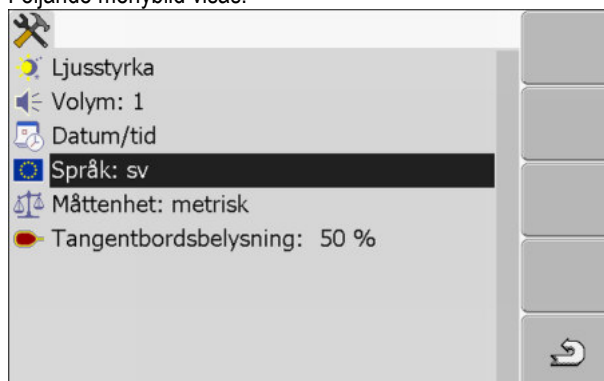 Följande menybild visas:
Ljusstyrka
Volym: 1
Datum/tid
Språk: sv
Måttenhet: metrisk
Tangentbordsbelysning: 50 %